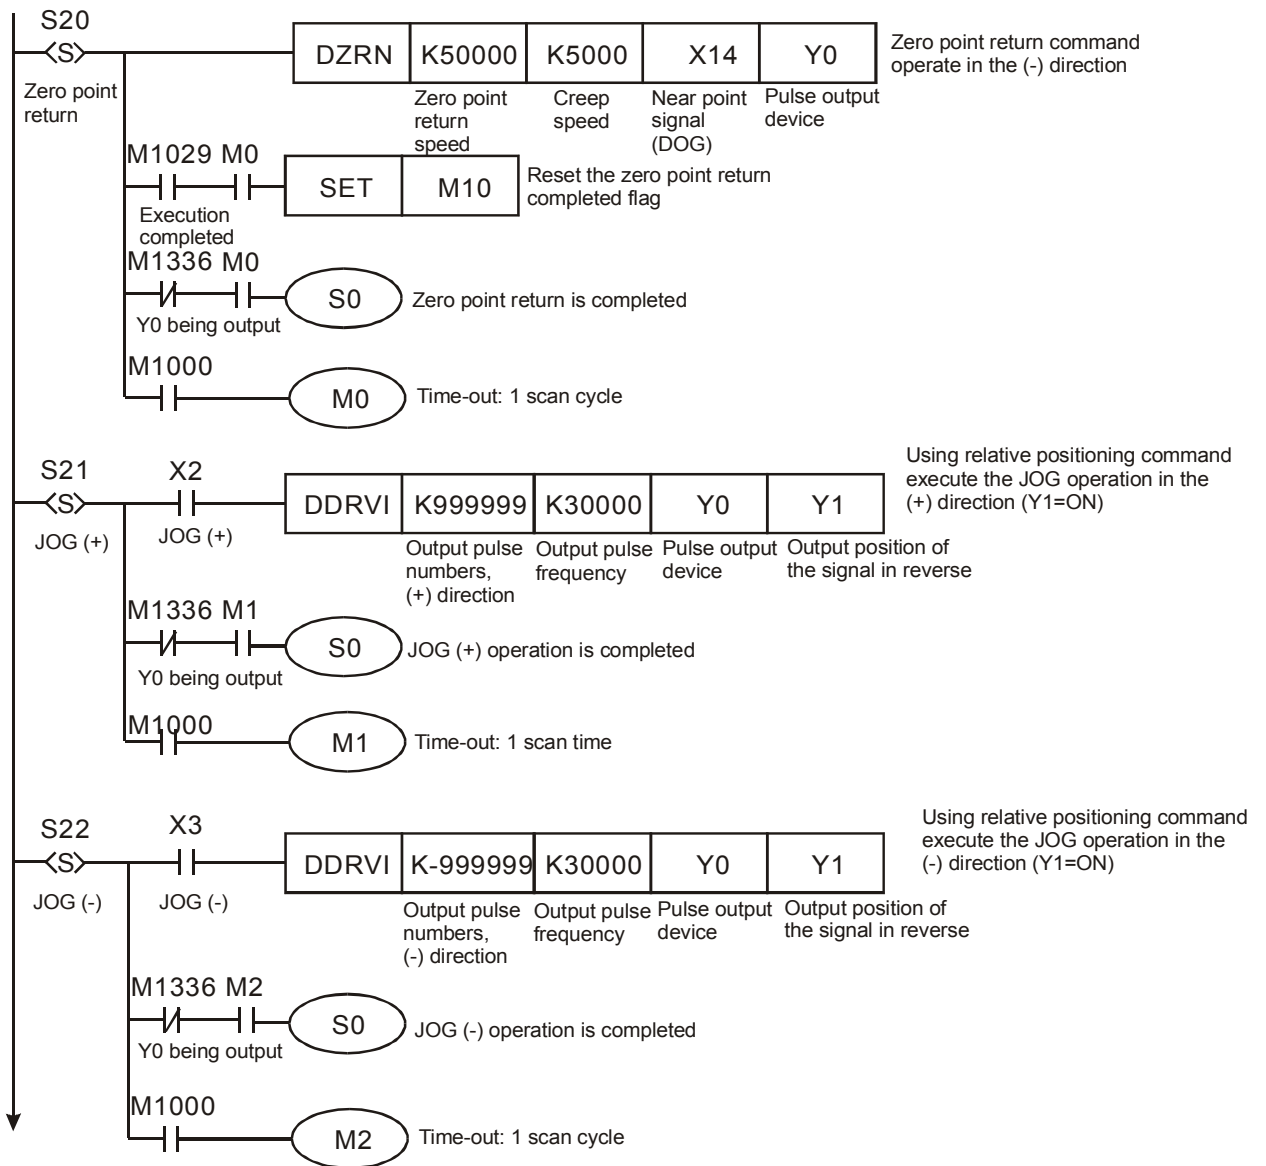 S20
S
Zero point
return
DZRN K50000 K5000 X14 Y0
Zero point return command
operate in the (-) direction
Zero point
return
speed
Creep
speed
Near point
signal
(DOG)
Pulse output
device
M1029 M0
Execution
completed
SET M10
Reset the zero point return
completed flag
M1336 M0
Y0 being output
S0
Zero point return is completed
M1000
M0
Time-out: 1 scan cycle
S21
S
JOG (+)
X2
JOG (+)
DDRVI K999999 K30000 Y0 Y1
Using relative positioning command
execute the JOG operation in the
(+) direction (Y1=ON)
Output pulse
numbers,
(+) direction
Output pulse
frequency
Pulse output
device
Output position of
the signal in reverse
M1336 M1
Y0 being output
S0
JOG (+) operation is completed
M1000
M1
Time-out: 1 scan time
S22
S
JOG (-)
X3
JOG (-)
DDRVI K-999999 K30000 Y0 Y1
Using relative positioning command
execute the JOG operation in the
(-) direction (Y1=ON)
Output pulse
numbers,
(-) direction
Output pulse
frequency
Pulse output
device
Output position of
the signal in reverse
M1336 M2
Y0 being output
S0
JOG (-) operation is completed
M1000
M2
Time-out: 1 scan cycle